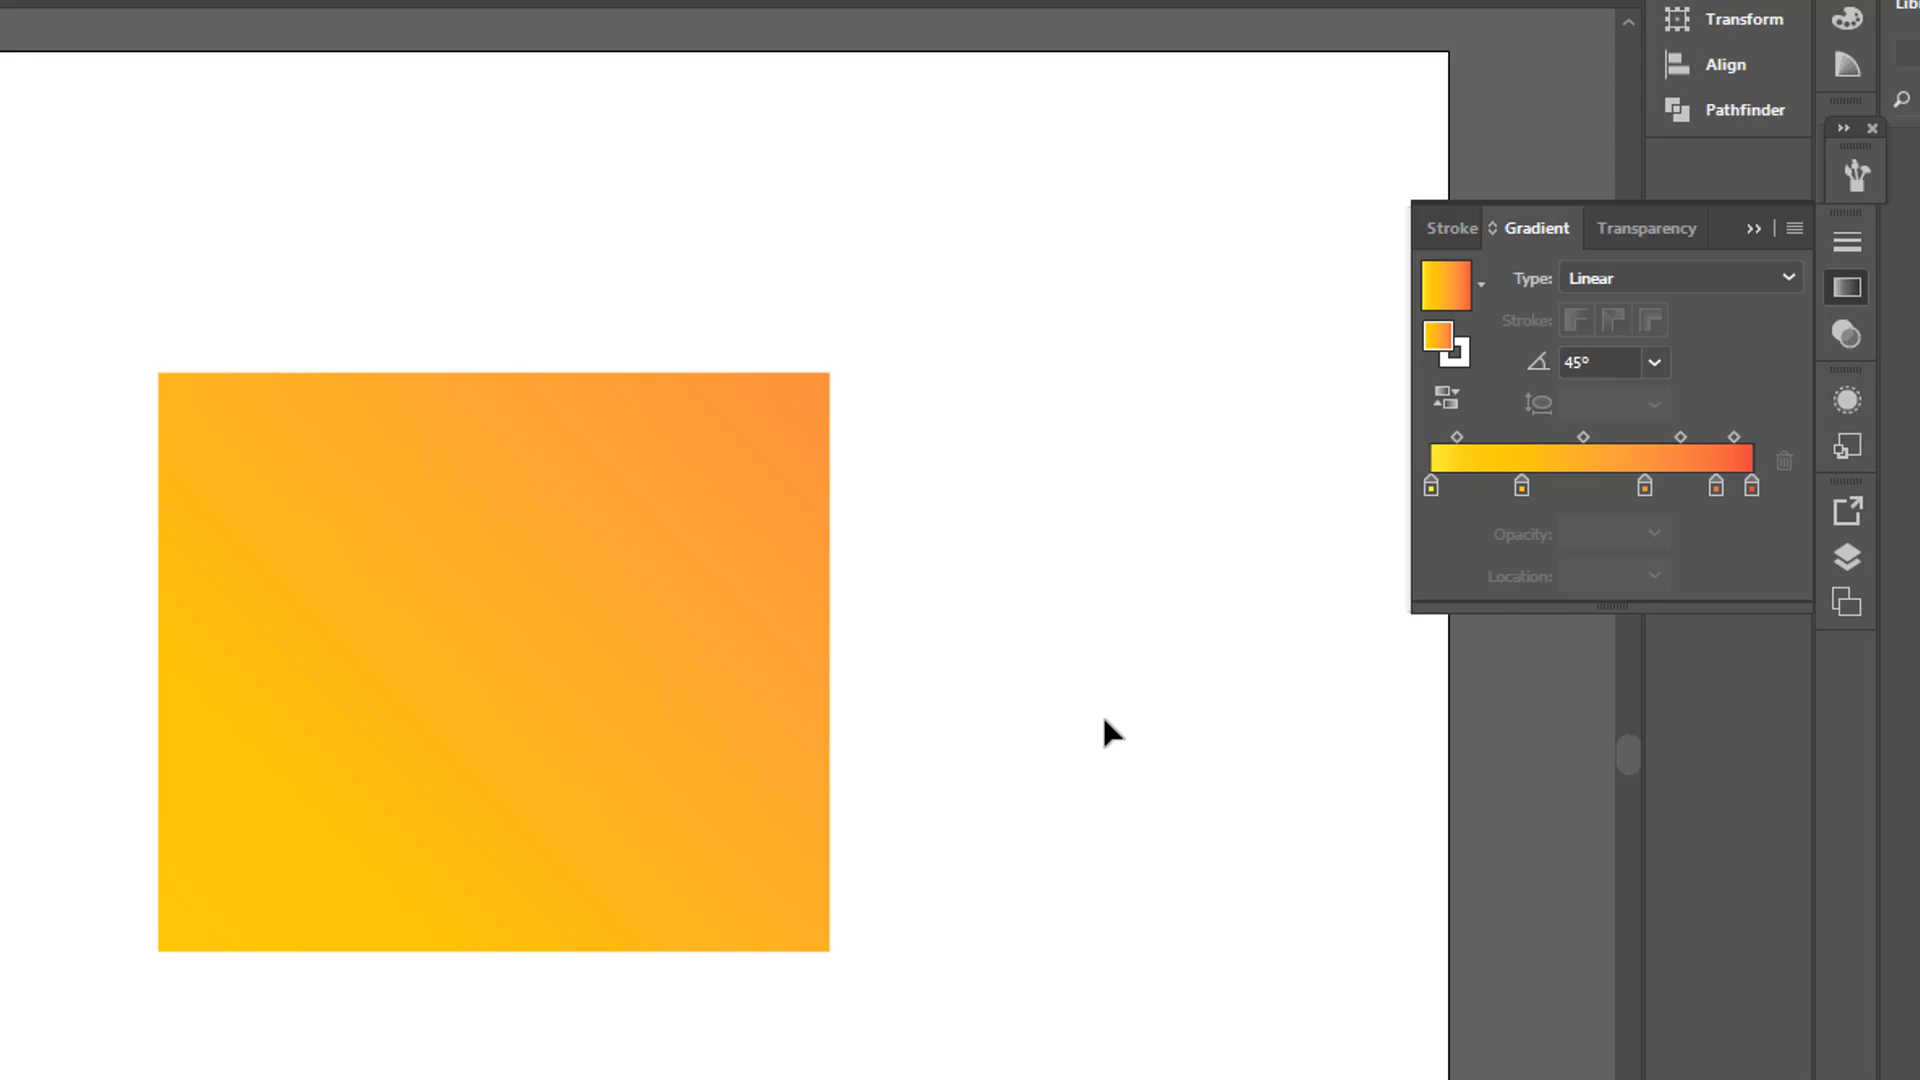 Transform
Align
Pathfinder
Stroke Gradient Transparency
Type: Linear
Stroke:
45°
Opacity:
Location: